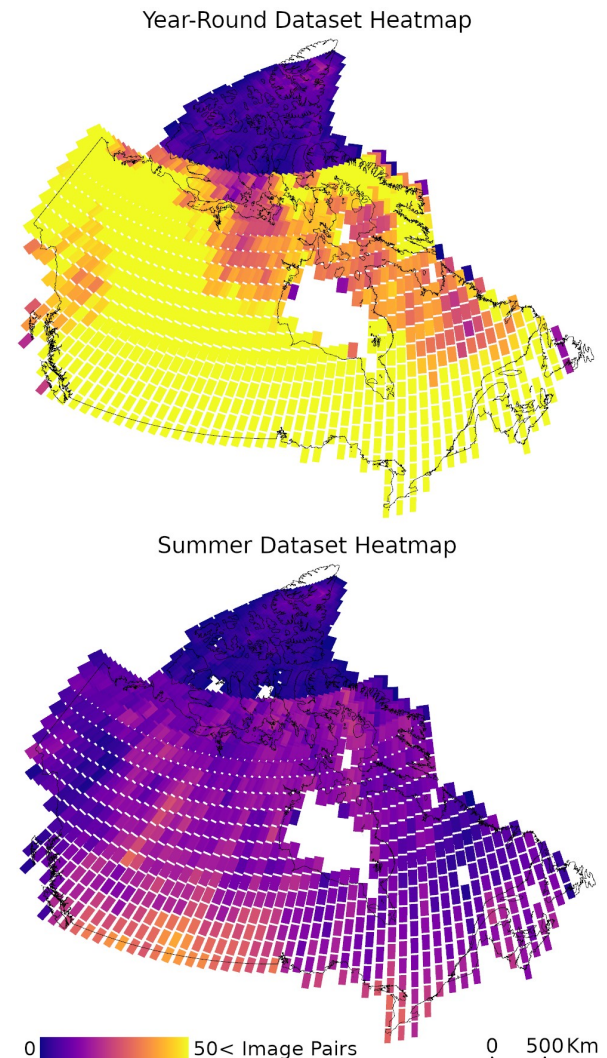 Year-Round Dataset Heatmap
Summer Dataset Heatmap
0 50< Image Pairs 0 500 Km